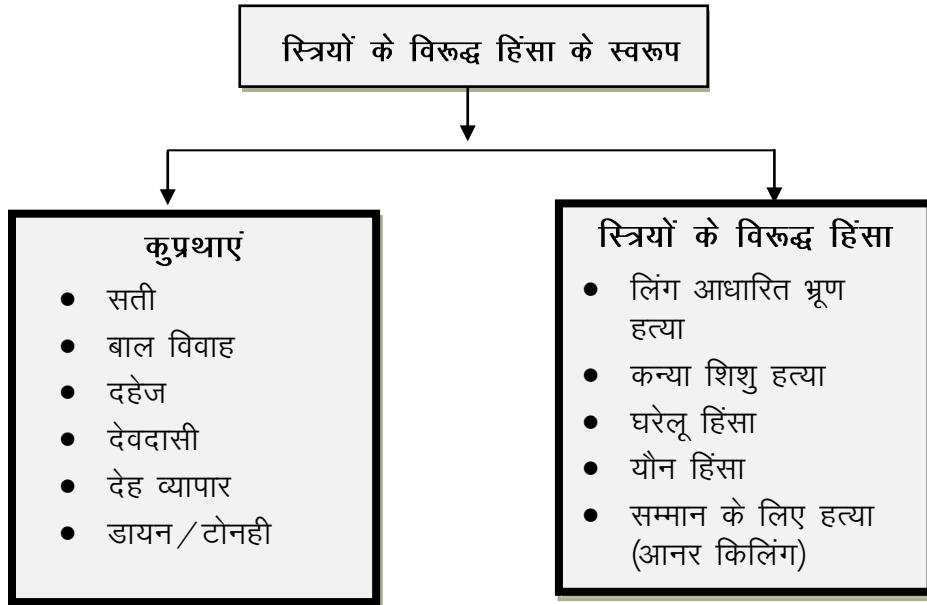 स्त्रियों के विरूद्ध हिंसा के स्वरूप
कुप्रथाएं
• सती
• बाल विवाह
• दहेज
• देवदासी
• देह व्यापार
• डायन/टोनही
स्त्रियों के विरूद्ध हिंसा
• लिंग आधारित भ्रूण
हत्या
• कन्या शिशु हत्या
• घरेलू हिंसा
• यौन हिंसा
• सम्मान के लिए हत्या
(आनर किलिंग)